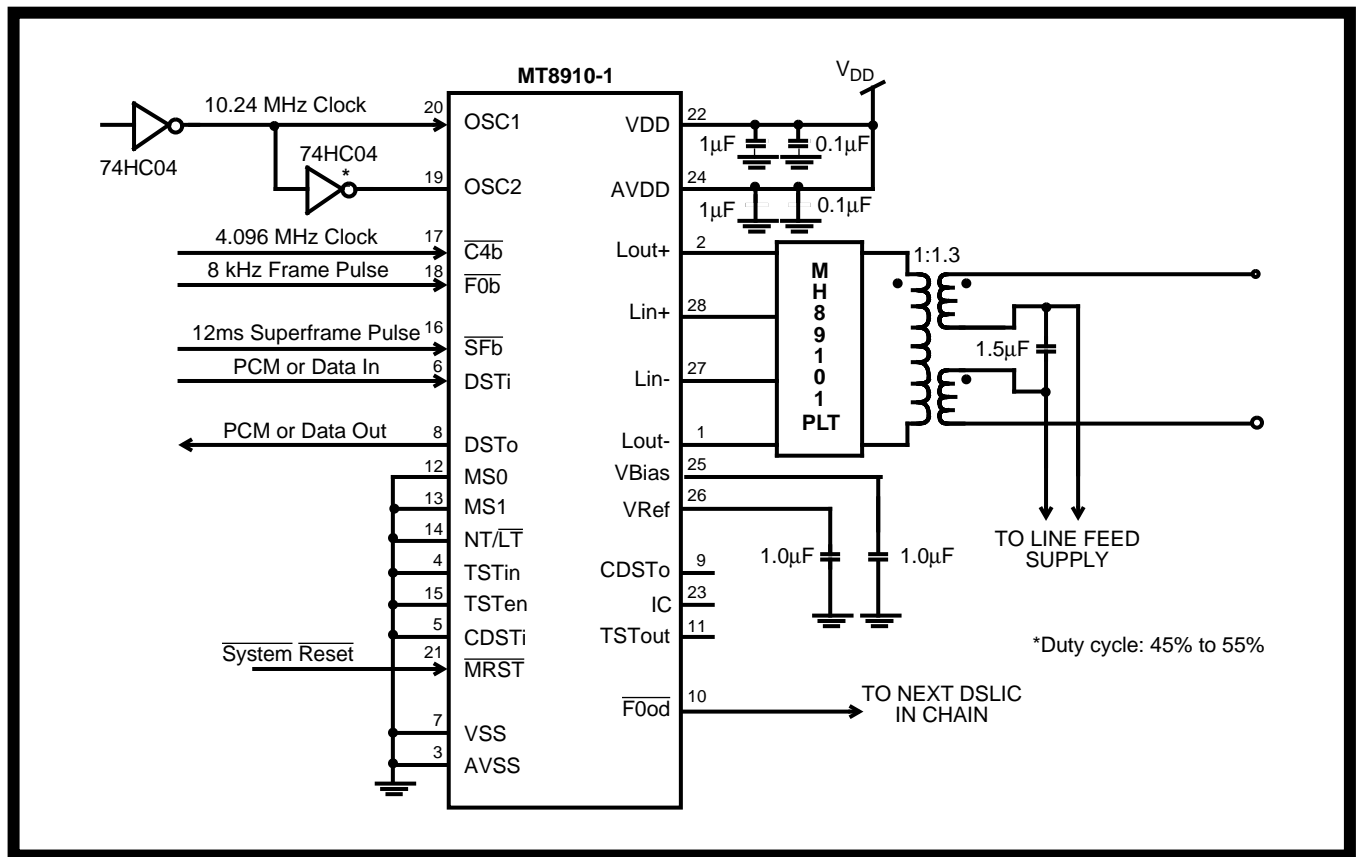 MT8910-1
V_DD
10.24 MHz Clock
20
OSC1
VDD
22
1µF
0.1µF
74HC04
74HC04
*
19
OSC2
AVDD
24
1µF
0.1µF
4.096 MHz Clock
17
C4b
Lout+
2
1:1.3
8 kHz Frame Pulse
18
F0b
MH89101
PLT
Lin+
28
12ms Superframe Pulse
16
SFb
1.5µF
PCM or Data In
6
DSTi
Lin-
27
PCM or Data Out
8
DSTo
Lout-
1
12
MS0
VBias
25
13
MS1
VRef
26
14
NT/LT
TO LINE FEED
SUPPLY
4
TSTin
CDSTo
9
1.0µF
1.0µF
15
TSTen
IC
23
5
CDSTi
TSTout
11
*Duty cycle: 45% to 55%
System Reset
21
MRST
F0od
10
TO NEXT DSLIC
IN CHAIN
7
VSS
3
AVSS